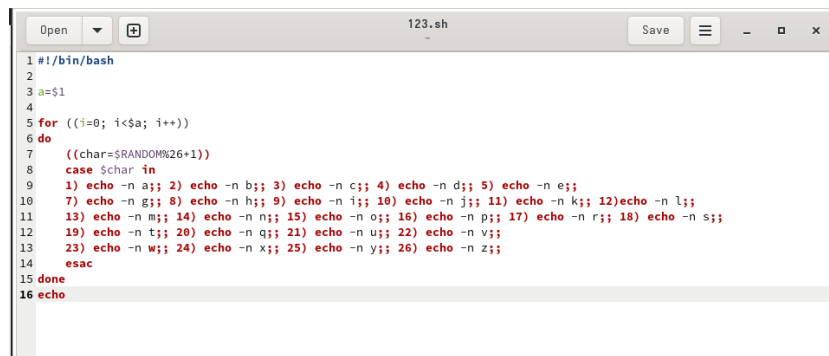 Open 123.sh Save
~
1 #!/bin/bash
2
3 a=$1
4
5 for ((i=0; i<$a; i++))
6 do
7 ((char=$RANDOM%26+1))
8 case $char in
9 1) echo -n a;; 2) echo -n b;; 3) echo -n c;; 4) echo -n d;; 5) echo -n e;;
10 7) echo -n g;; 8) echo -n h;; 9) echo -n i;; 10) echo -n j;; 11) echo -n k;; 12)echo -n l;;
11 13) echo -n m;; 14) echo -n n;; 15) echo -n o;; 16) echo -n p;; 17) echo -n r;; 18) echo -n s;;
12 19) echo -n t;; 20) echo -n q;; 21) echo -n u;; 22) echo -n v;;
13 23) echo -n w;; 24) echo -n x;; 25) echo -n y;; 26) echo -n z;;
14 esac
15 done
16 echo